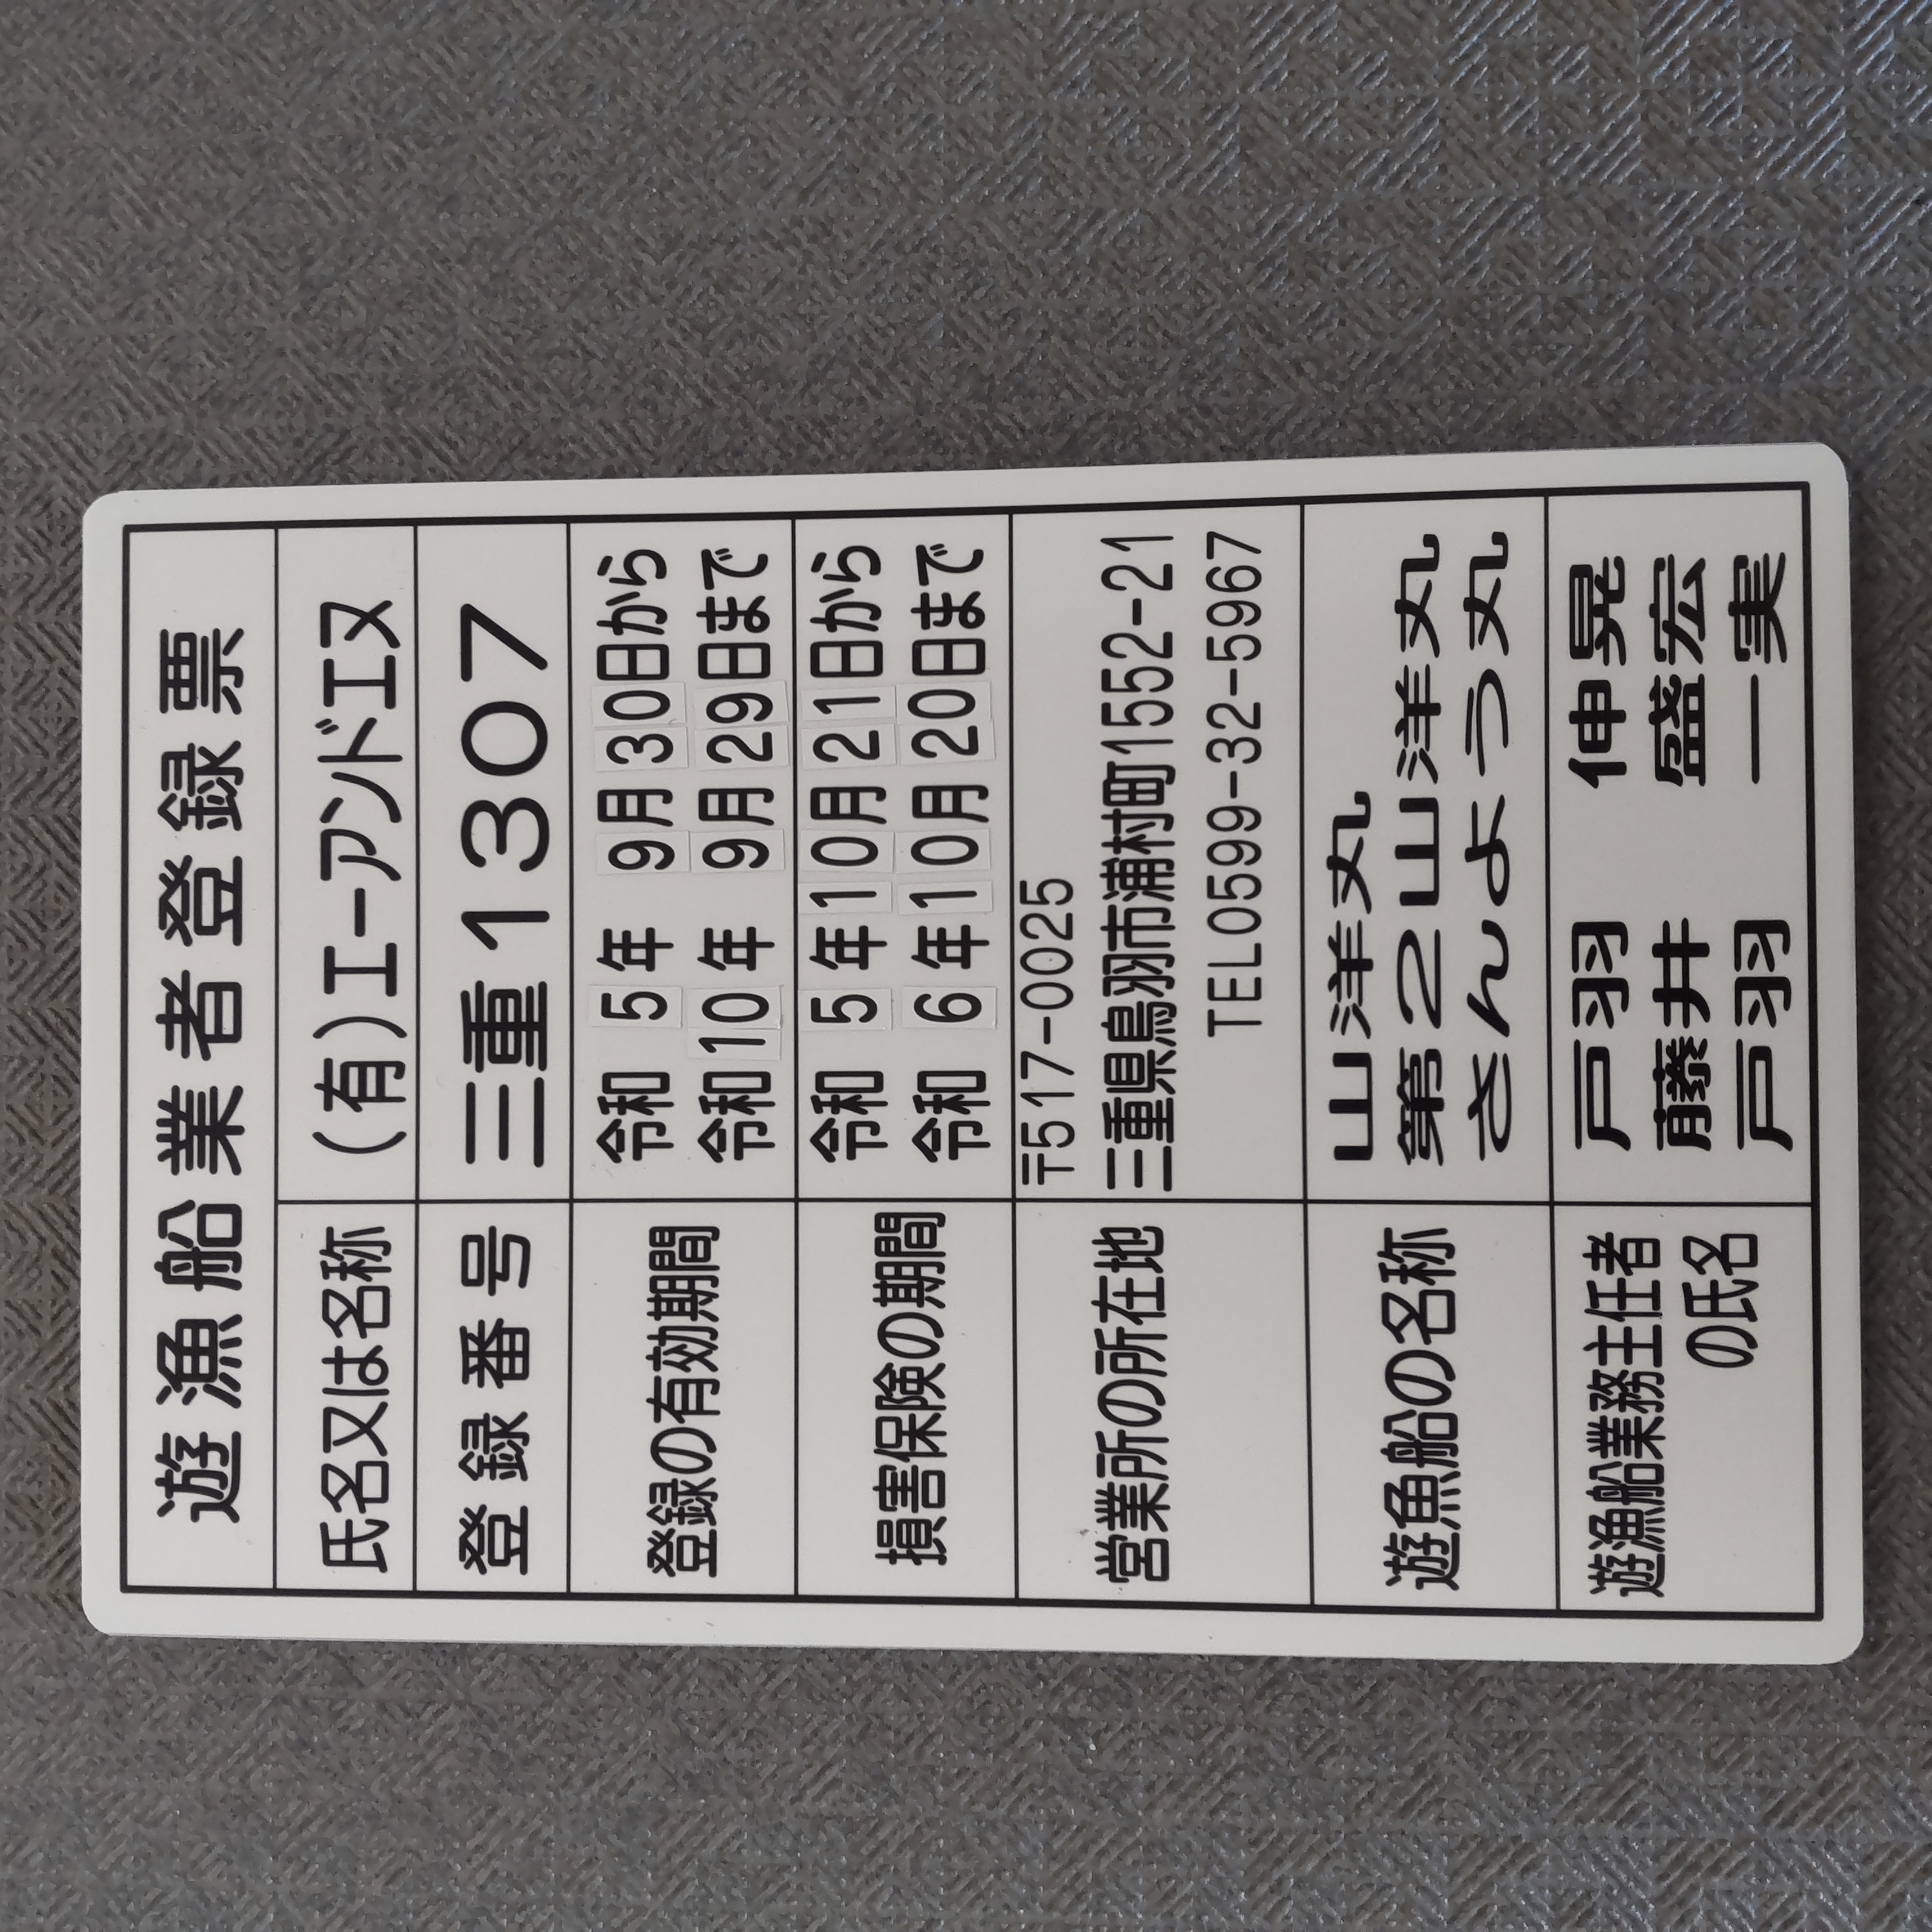 遊漁船業者登録票
氏名又は名称 (有)エーアンドエヌ
登録番号 三重1307
登録の有効期間 令和 5年 9月30日から
令和10年 9月29日まで
損害保険の期間 令和 5年10月21日から
令和 6年10月20日まで
営業所の所在地 〒517-0025
三重県鳥羽市浦村町1552-21
TEL0599-32-5967
遊漁船の名称 山洋丸
第2山洋丸
さんよう丸
遊漁船業務主任者の氏名 戸羽 伸晃
藤井 盛宏
戸羽 一実